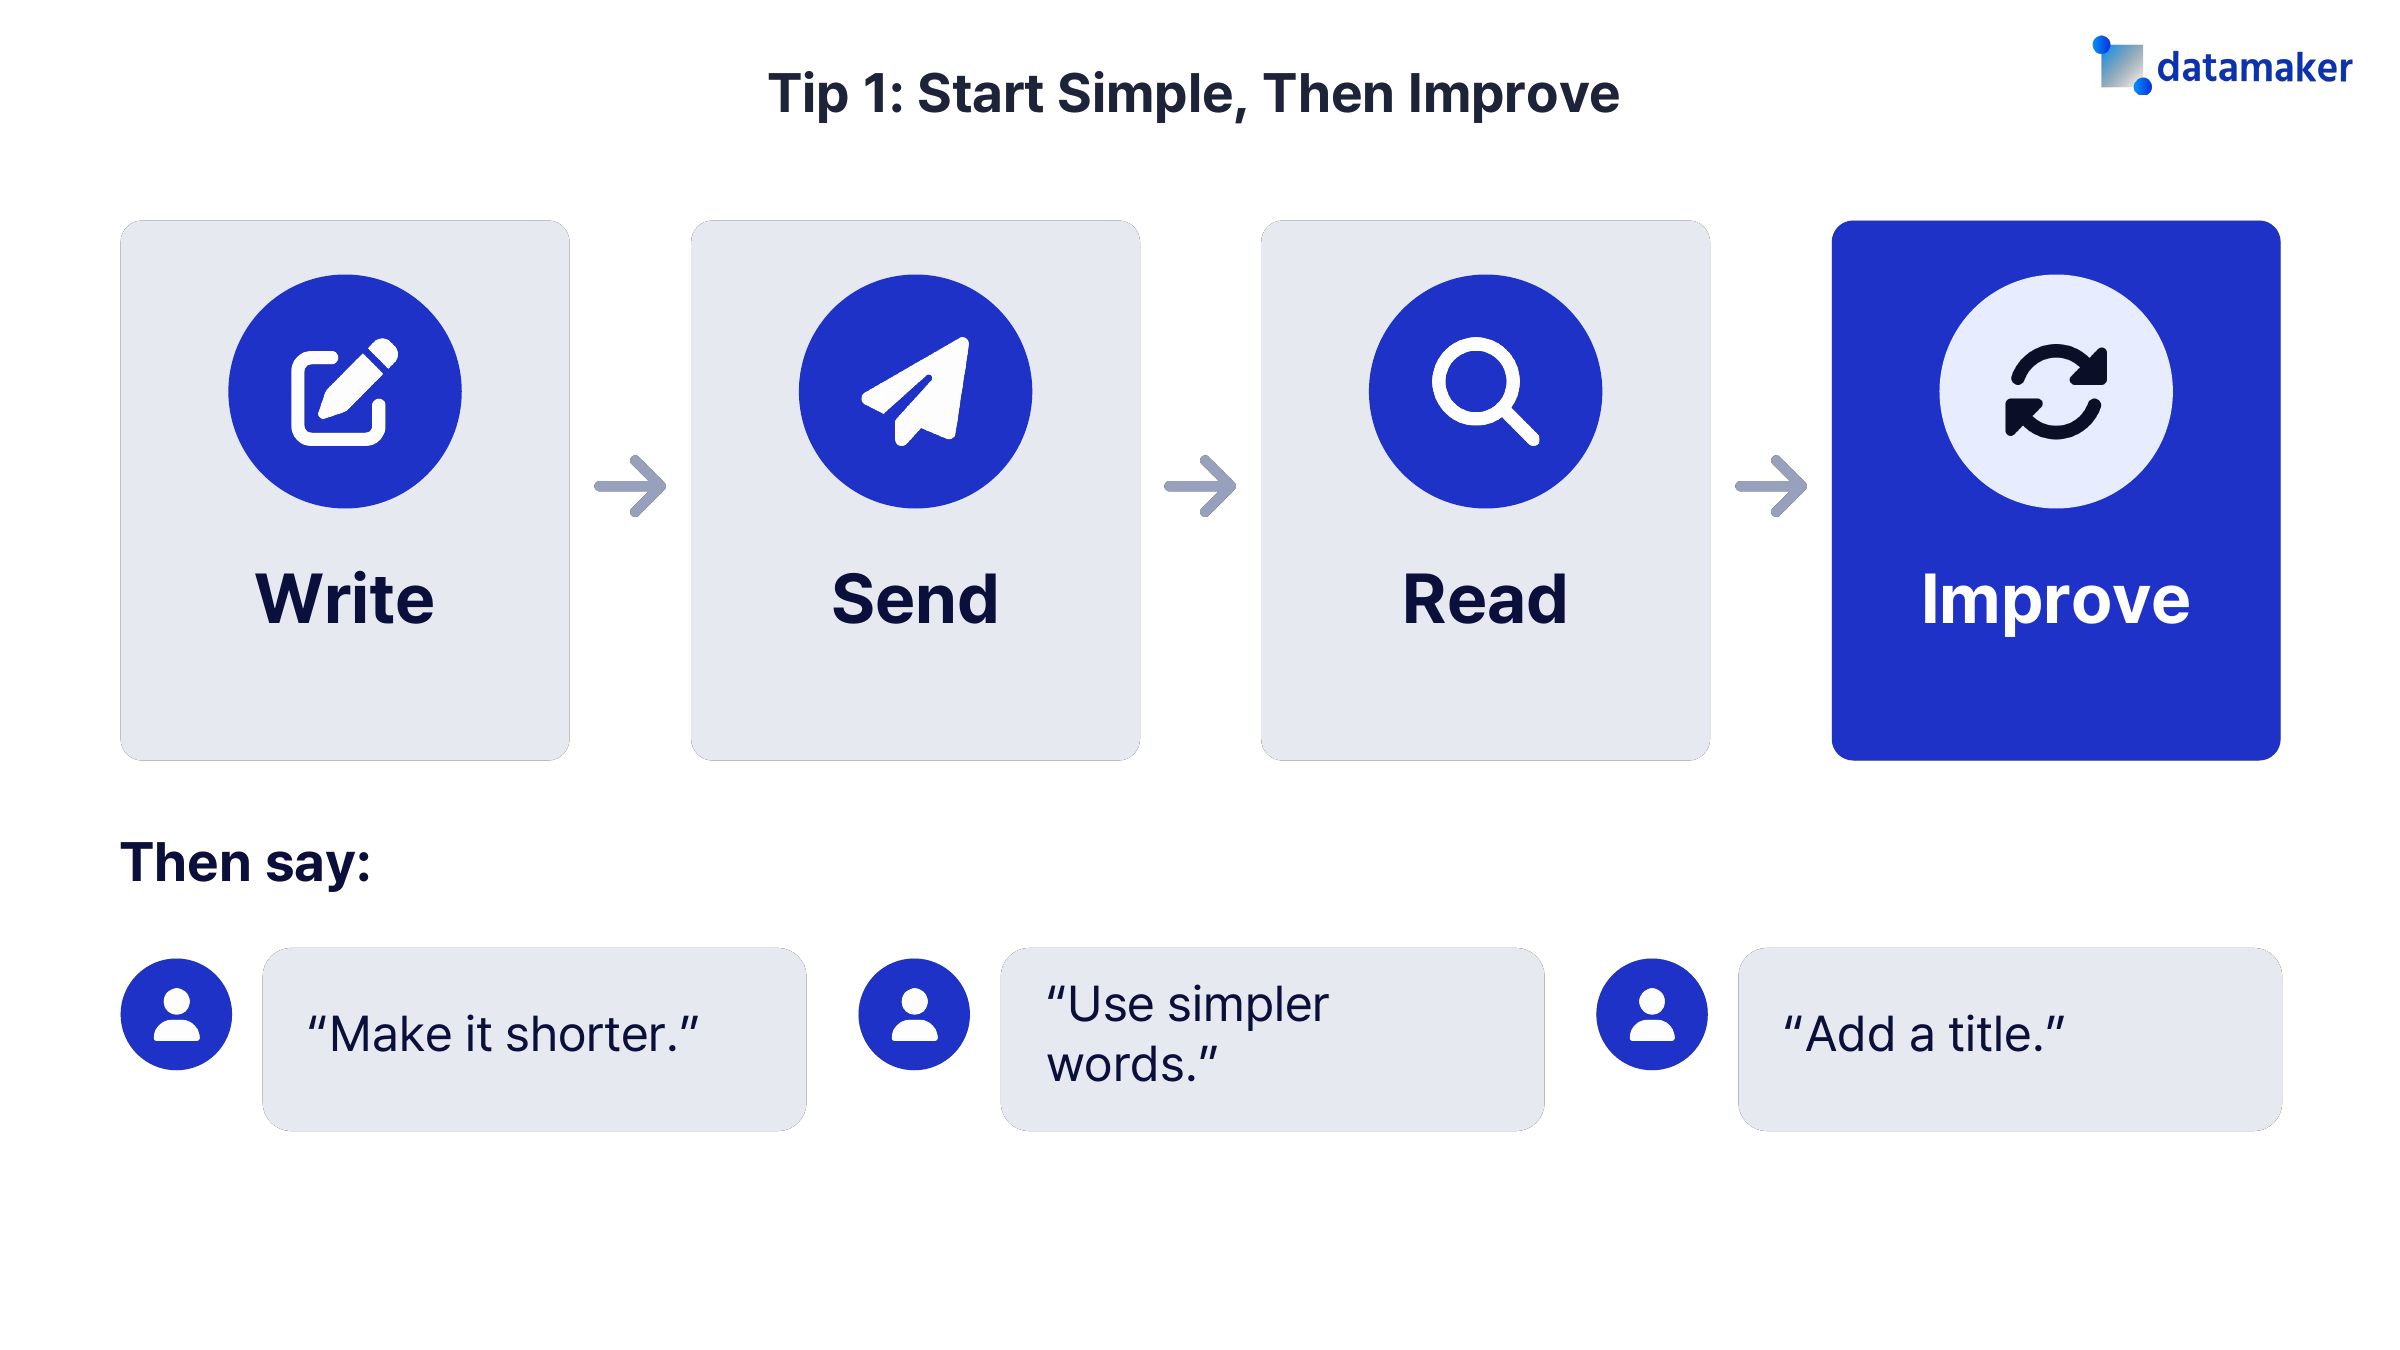 datamaker
Tip 1: Start Simple, Then Improve
Write
Send
Read
Improve
Then say:
“Make it shorter.”
“Use simpler
words.”
“Add a title.”